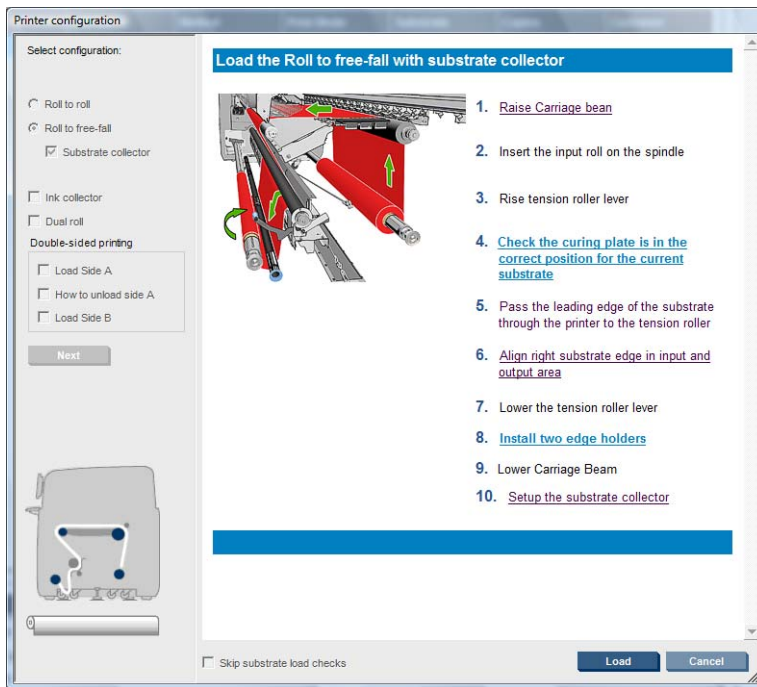 Printer configuration
Select configuration:
Roll to roll
Roll to free-fall
Substrate collector
Ink collector
Dual roll
Double-sided printing
Load Side A
How to unload side A
Load Side B
Next
Load the Roll to free-fall with substrate collector
1. Raise Carriage bean
2. Insert the input roll on the spindle
3. Rise tension roller lever
4. Check the curing plate is in the
correct position for the current
substrate
5. Pass the leading edge of the substrate
through the printer to the tension roller
6. Align right substrate edge in input and
output area
7. Lower the tension roller lever
8. Install two edge holders
9. Lower Carriage Beam
10. Setup the substrate collector
Skip substrate load checks
Load
Cancel